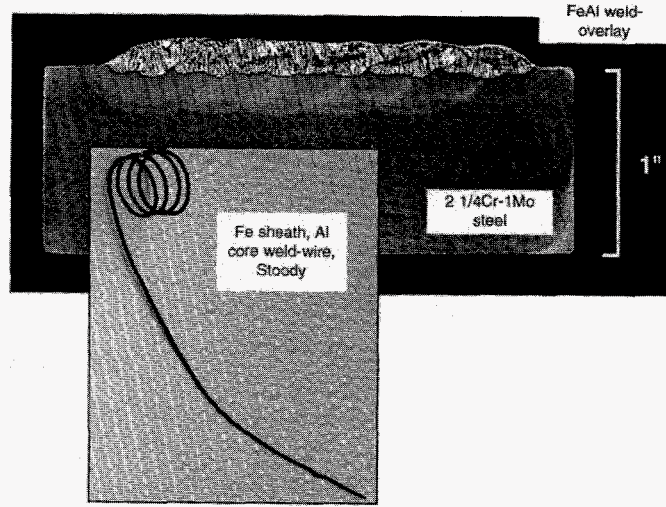 FeAl weld-
overlay
1"
2 1/4Cr-1Mo
steel
Fe sheath, Al
core weld-wire,
Stoody